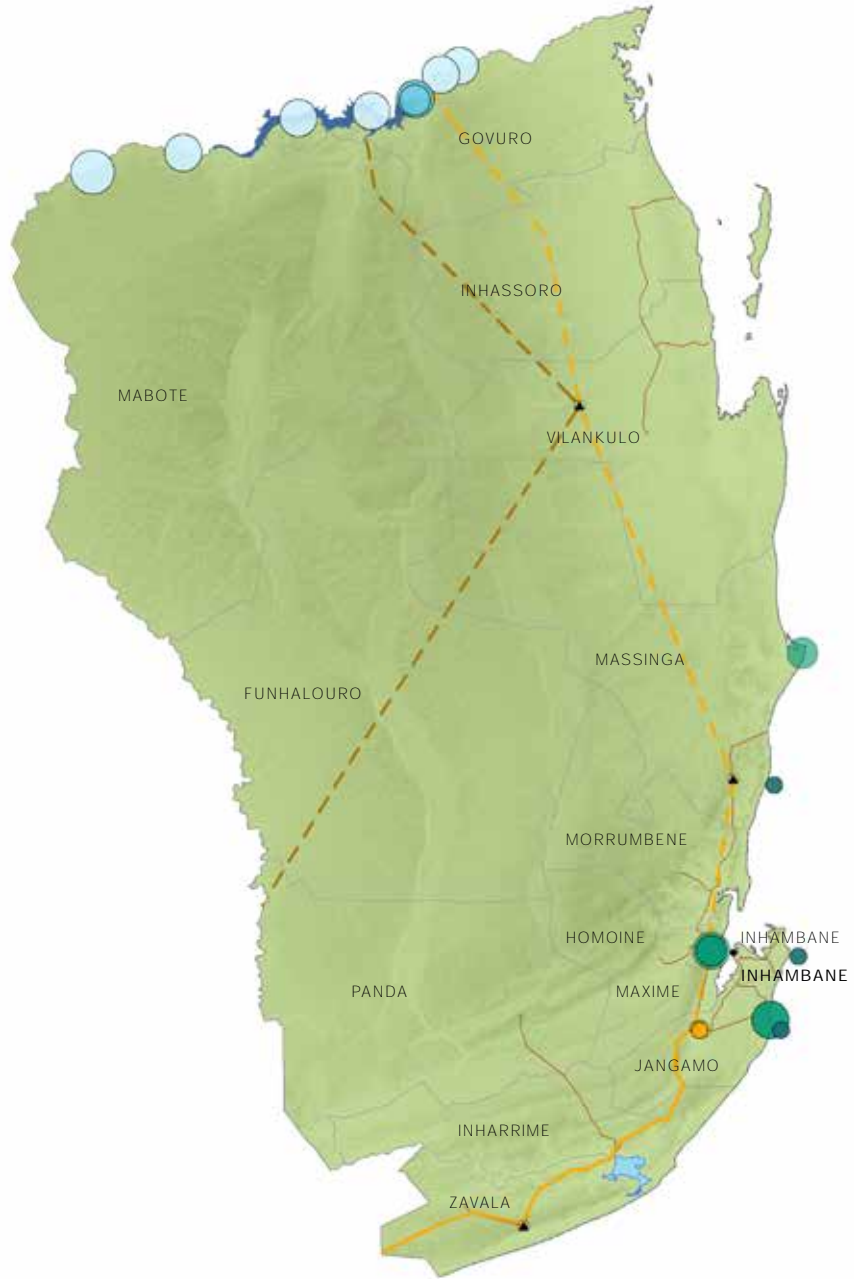 GOVURO
INHASSORO
MABOTE
VILANKULO
MASSINGA
FUNHALOURO
MORRUMBENE
HOMOINE
INHAMBANE
INHAMBANE
PANDA
MAXIME
JANGAMO
INHARRIME
ZAVALA